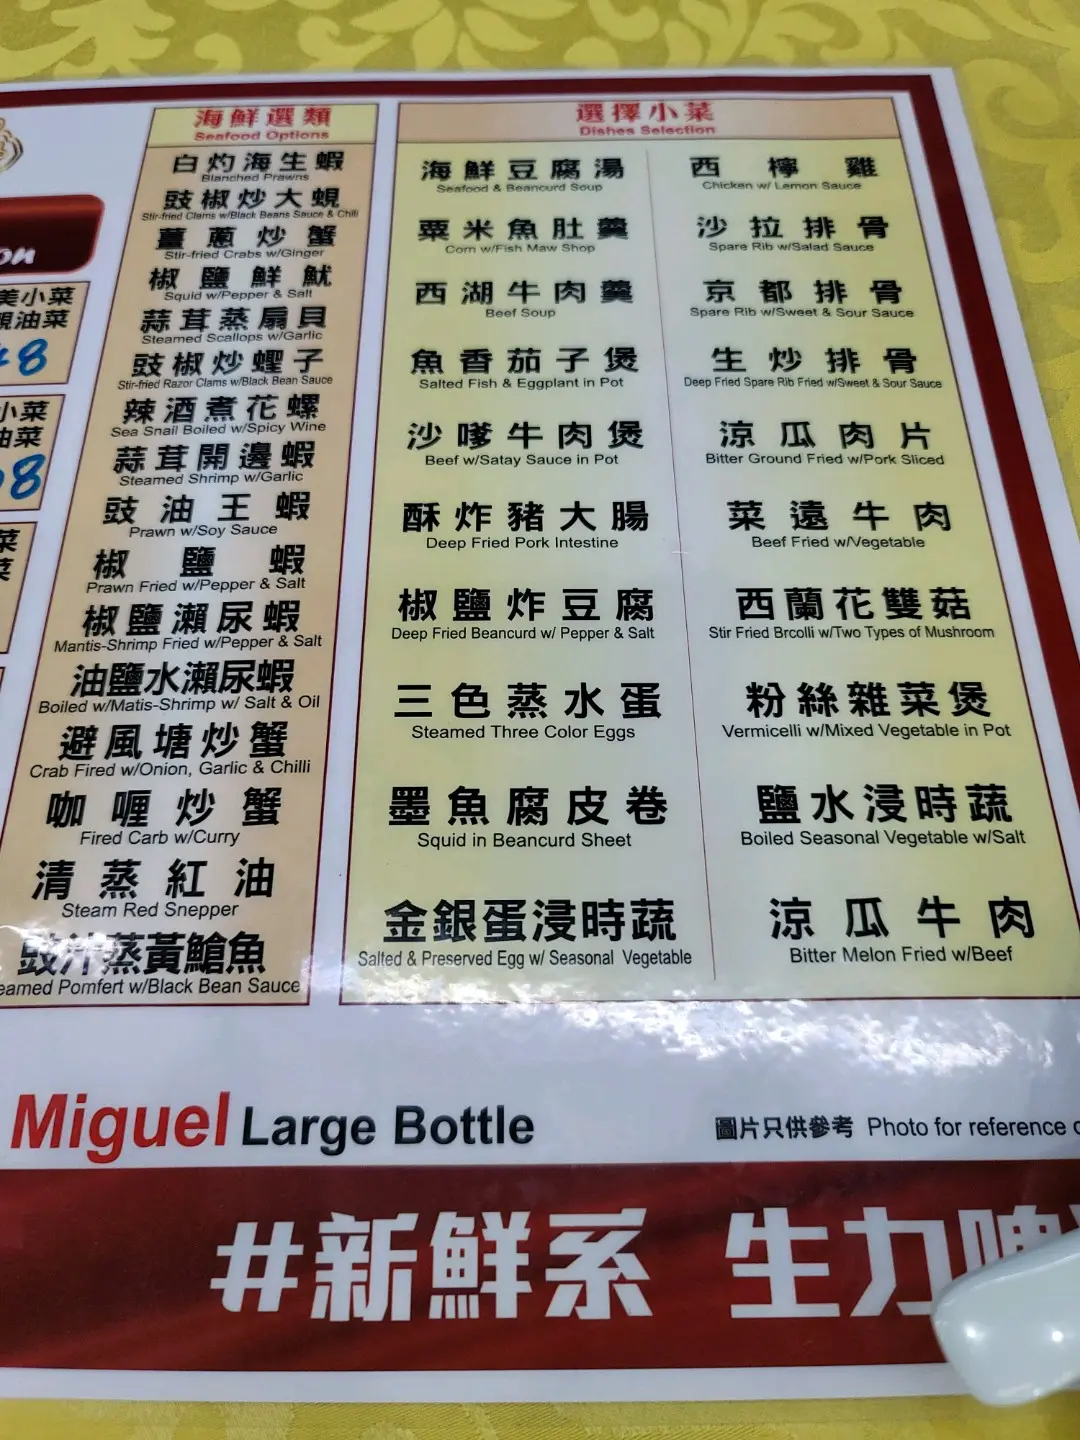 on
美小菜
油菜
48
小菜
油菜
8
菜
菜
海鮮選類
Seafood Options
白灼海生蝦
Blanched Prawns
豉椒炒大蜆
Stir-fried Clams w/Black Beans Sauce & Chili
薑蔥炒蟹
Stir-fried Crabs w/Ginger
椒鹽鮮魷
Squid w/Pepper & Salt
蒜茸蒸扇貝
Steamed Scallops w/Garlic
豉椒炒蟶子
Stir-fried Razor Clams w/Black Bean Sauce
辣酒煮花螺
Sea Snail Boiled w/Spicy Wine
蒜茸開邊蝦
Steamed Shrimp w/Garlic
豉油王蝦
Prawn w/Soy Sauce
椒鹽蝦
Prawn Fried w/Pepper & Salt
椒鹽瀨尿蝦
Mantis-Shrimp Fried w/Pepper & Salt
油鹽水瀨尿蝦
Boiled w/Matis-Shrimp w/ Salt & Oil
避風塘炒蟹
Crab Fired w/Onion, Garlic & Chilli
咖喱炒蟹
Fired Carb w/Curry
清蒸紅油
Steam Red Snepper
豉汁蒸黃鱠魚
eamed Pomfert w/Black Bean Sauce
選擇小菜
Dishes Selection
海鮮豆腐湯
Seafood & Beancurd Soup
粟米魚肚羹
Corn w/Fish Maw Shop
西湖牛肉羹
Beef Soup
魚香茄子煲
Salted Fish & Eggplant in Pot
沙嗲牛肉煲
Beef w/Satay Sauce in Pot
酥炸豬大腸
Deep Fried Pork Intestine
椒鹽炸豆腐
Deep Fried Beancurd w/ Pepper & Salt
三色蒸水蛋
Steamed Three Color Eggs
墨魚腐皮卷
Squid in Beancurd Sheet
金銀蛋浸時蔬
Salted & Preserved Egg w/ Seasonal Vegetable
西檸雞
Chicken w/ Lemon Sauce
沙拉排骨
Spare Rib w/Salad Sauce
京都排骨
Spare Rib w/Sweet & Sour Sauce
生炒排骨
Deep Fried Spare Rib Fried w/Sweet & Sour Sauce
涼瓜肉片
Bitter Ground Fried w/Pork Sliced
菜遠牛肉
Beef Fried w/Vegetable
西蘭花雙菇
Stir Fried Brcolli w/Two Types of Mushroom
粉絲雜菜煲
Vermicelli w/Mixed Vegetable in Pot
鹽水浸時蔬
Boiled Seasonal Vegetable w/Salt
涼瓜牛肉
Bitter Melon Fried w/Beef
Miguel Large Bottle
圖片只供參考 Photo for reference
#新鮮系 生力啤